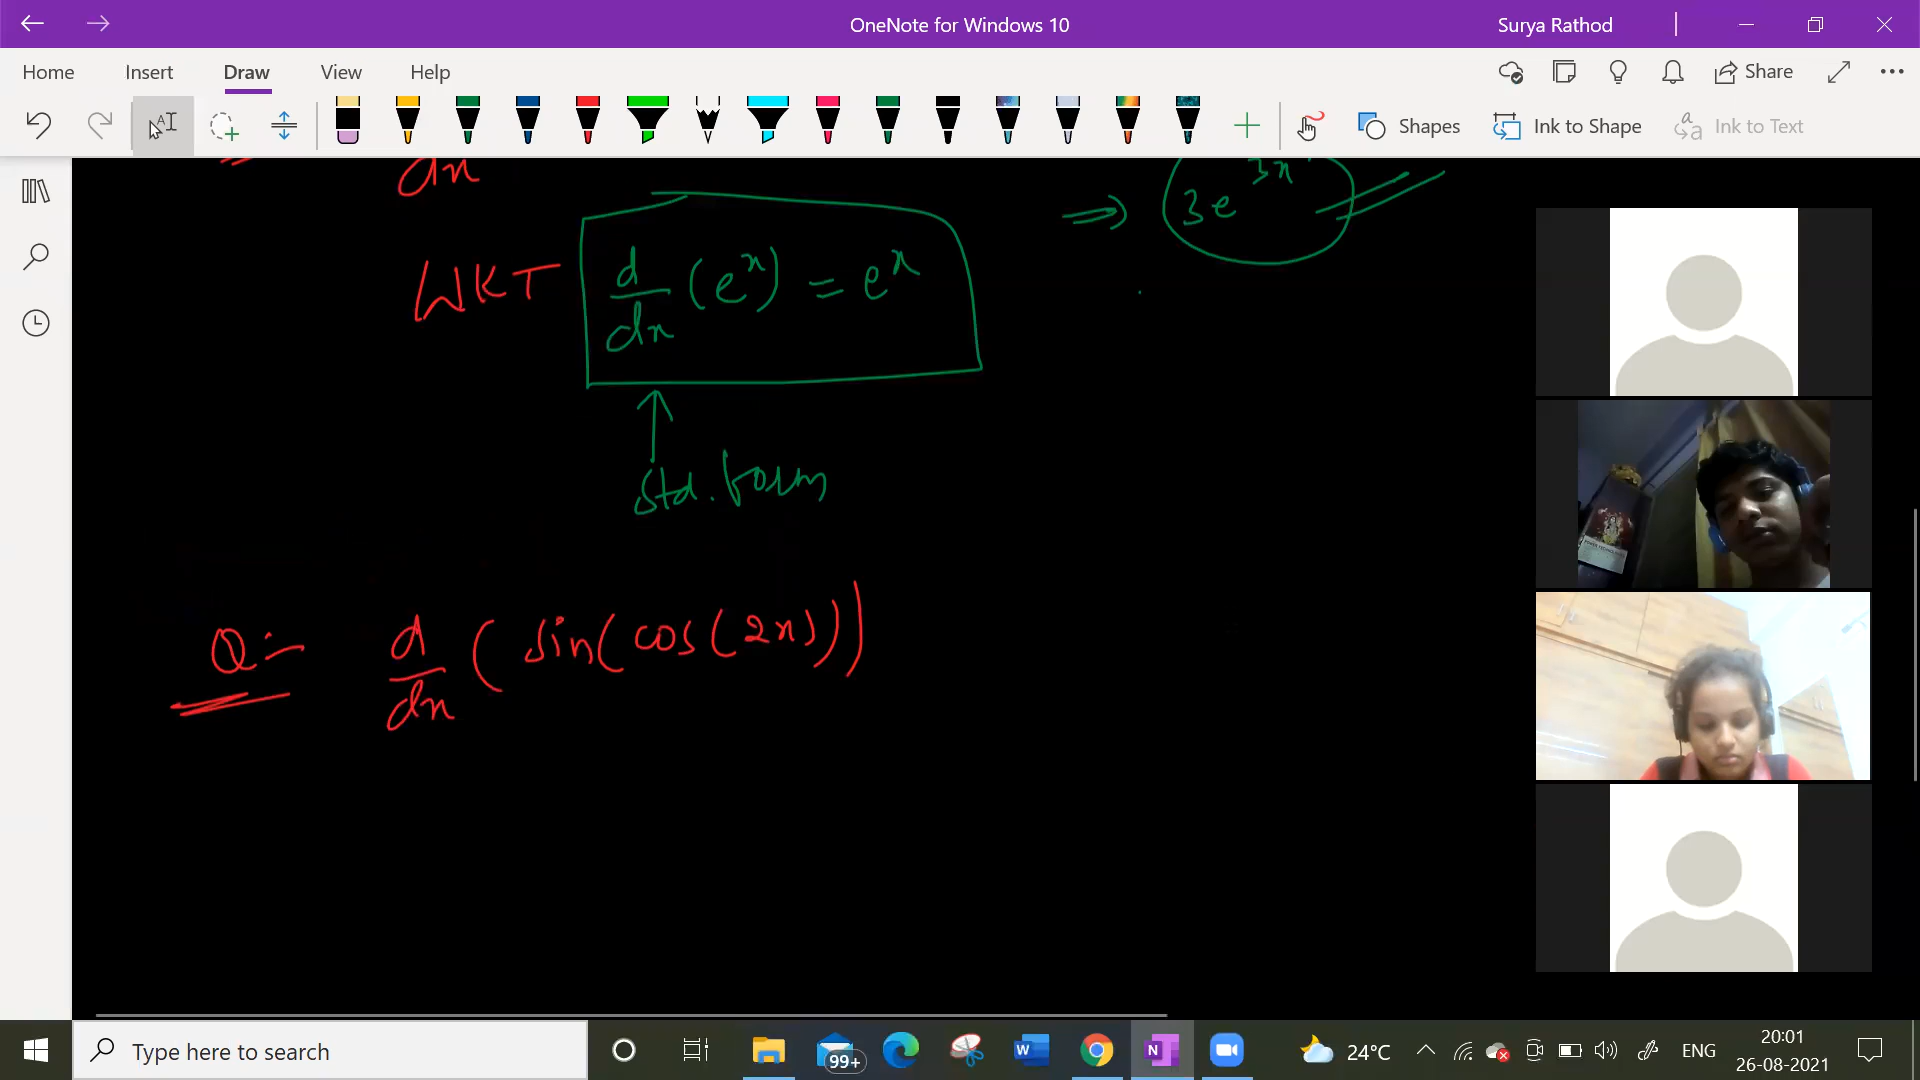 OneNote for Windows 10
Surya Rathod
Home Insert Draw View Help
Share
Shapes
Ink to Shape
Ink to Text
dx
⇒ 3e^{3x}
WKT d/dx (e^x) = e^x
Std. form
Q:- d/dx ( sin(cos(2x)))
Type here to search
99+
24°C
ENG
20:01
26-08-2021